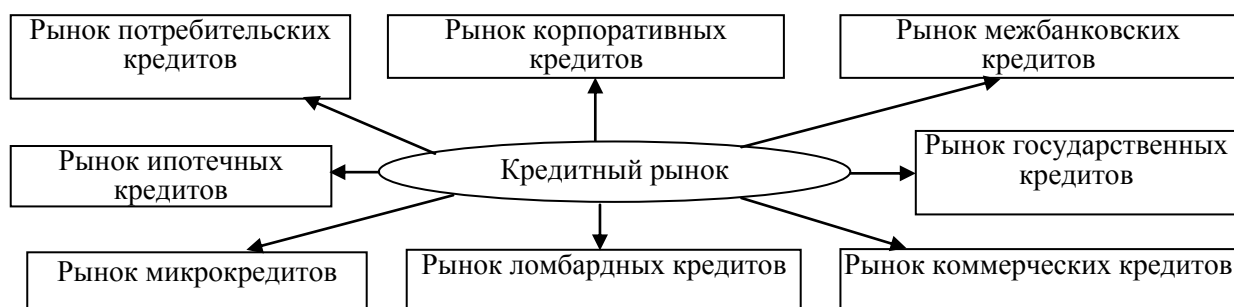 Рынок потребительских
кредитов
Рынок корпоративных
кредитов
Рынок межбанковских
кредитов
Рынок ипотечных
кредитов
Кредитный рынок
Рынок государственных
кредитов
Рынок микрокредитов
Рынок ломбардных кредитов
Рынок коммерческих кредитов